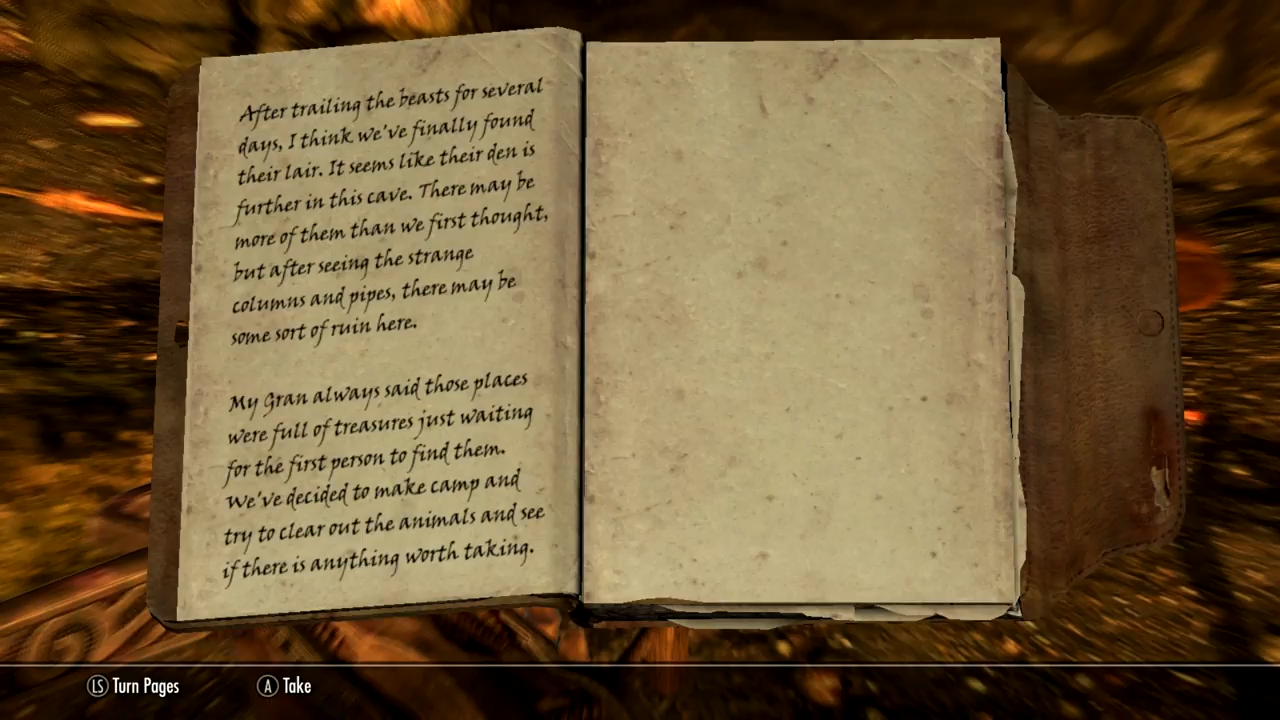 After trailing the beasts for several
days, I think we've finally found
their lair. It seems like their den is
further in this cave. There may be
more of them than we first thought,
but after seeing the strange
columns and pipes, there may be
some sort of ruin here.
My Gran always said those places
were full of treasures just waiting
for the first person to find them.
We've decided to make camp and
try to clear out the animals and see
if there is anything worth taking.
LS Turn Pages
A Take